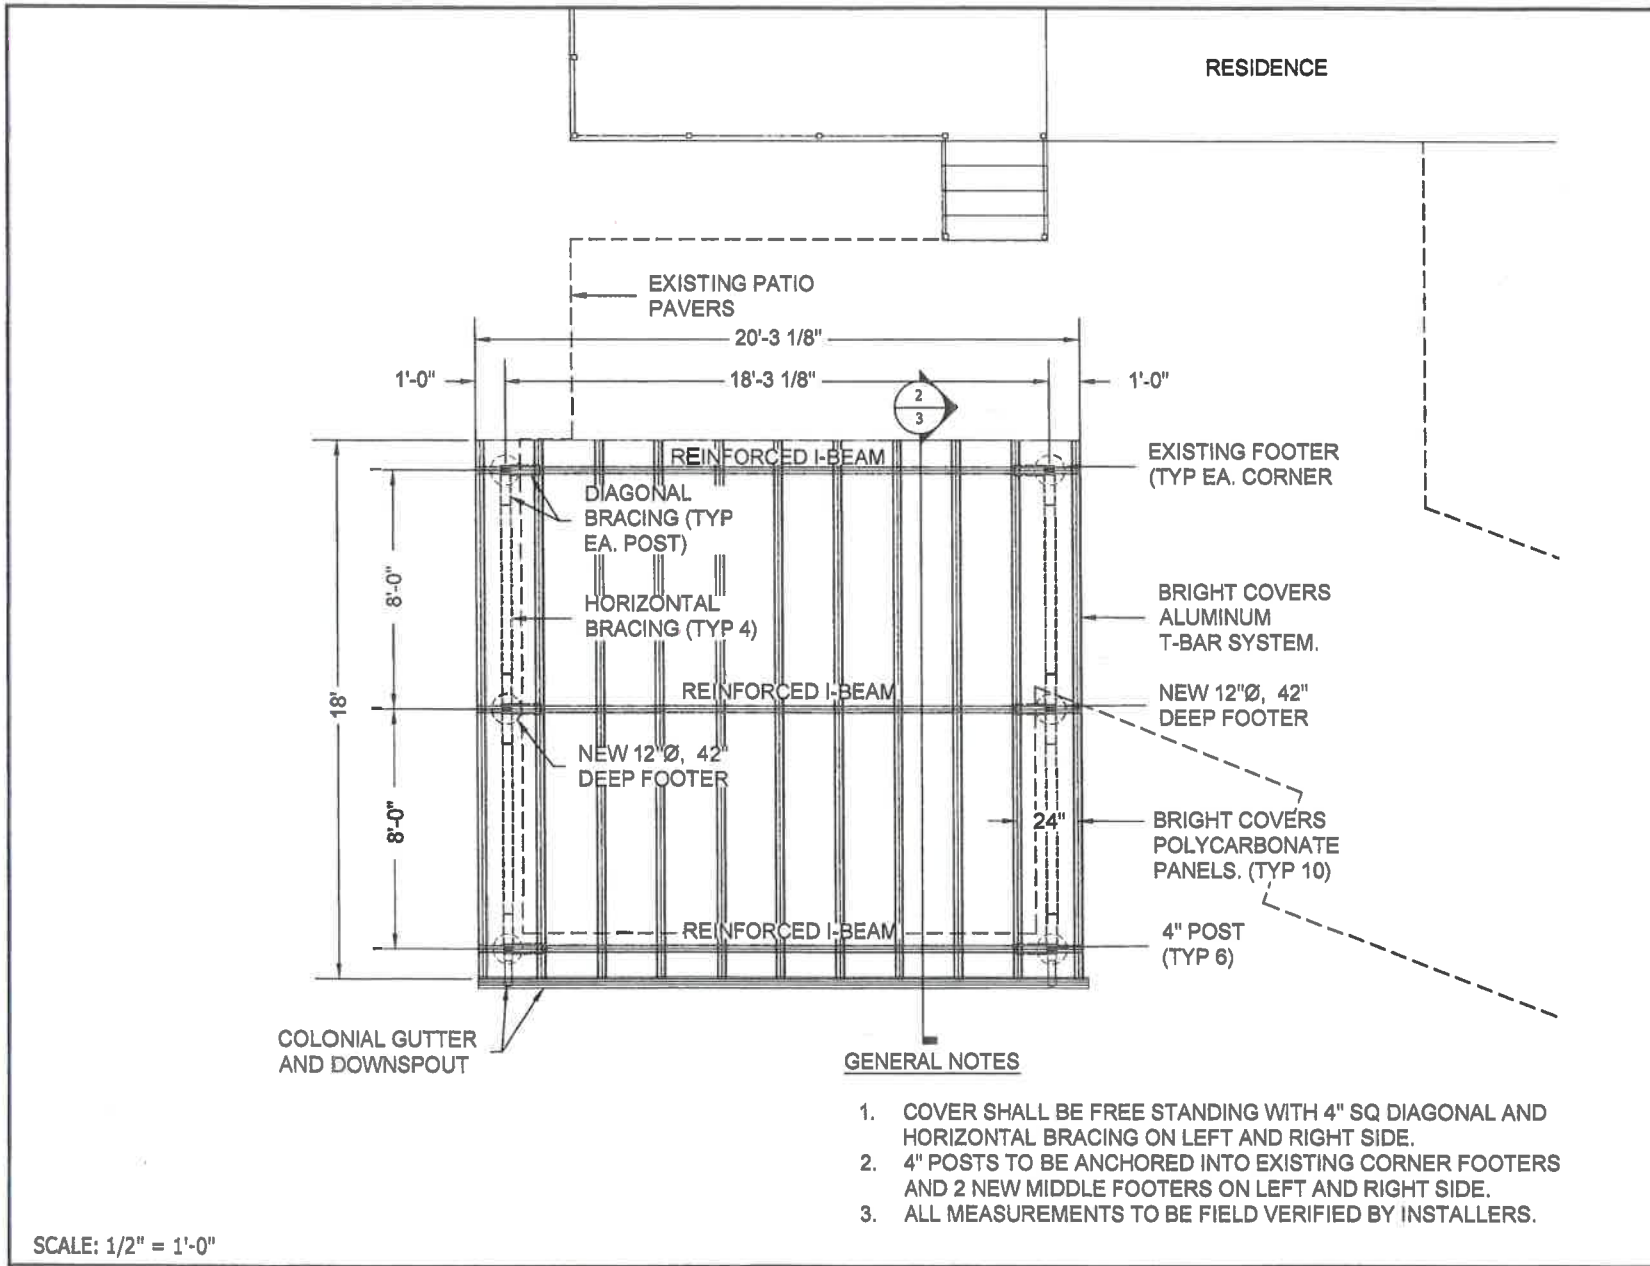 RESIDENCE
EXISTING PATIO
PAVERS
20'-3 1/8"
1'-0"
18'-3 1/8"
1'-0"
2
3
REINFORCED I-BEAM
EXISTING FOOTER
(TYP EA. CORNER
DIAGONAL
BRACING (TYP
EA. POST)
8'-0"
HORIZONTAL
BRACING (TYP 4)
BRIGHT COVERS
ALUMINUM
T-BAR SYSTEM.
18'
REINFORCED I-BEAM
NEW 12"Ø, 42"
DEEP FOOTER
NEW 12"Ø, 42"
DEEP FOOTER
8'-0"
24"
BRIGHT COVERS
POLYCARBONATE
PANELS. (TYP 10)
REINFORCED I-BEAM
4" POST
(TYP 6)
COLONIAL GUTTER
AND DOWNSPOUT
GENERAL NOTES
1. COVER SHALL BE FREE STANDING WITH 4" SQ DIAGONAL AND
HORIZONTAL BRACING ON LEFT AND RIGHT SIDE.
2. 4" POSTS TO BE ANCHORED INTO EXISTING CORNER FOOTERS
AND 2 NEW MIDDLE FOOTERS ON LEFT AND RIGHT SIDE.
3. ALL MEASUREMENTS TO BE FIELD VERIFIED BY INSTALLERS.
SCALE: 1/2" = 1'-0"